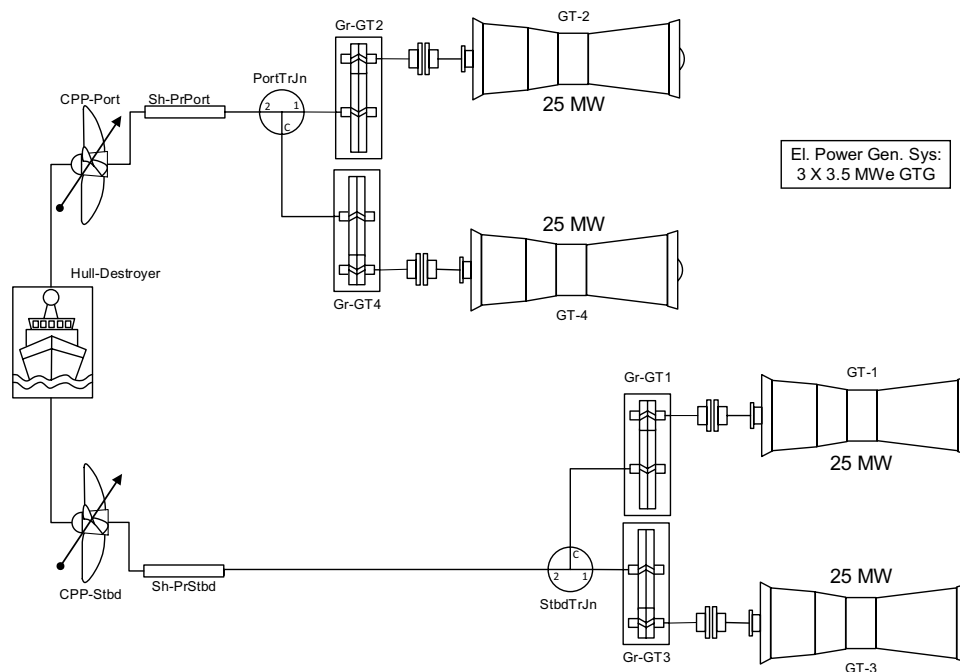 GT-2
Gr-GT2
25 MW
PortTrJn
CPP-Port
Sh-PrPort
2
1
C
El. Power Gen. Sys:
3 X 3.5 MWe GTG
25 MW
Hull-Destroyer
Gr-GT4
GT-4
GT-1
Gr-GT1
25 MW
C
2
1
25 MW
CPP-Stbd
Sh-PrStbd
StbdTrJn
Gr-GT3
GT-3